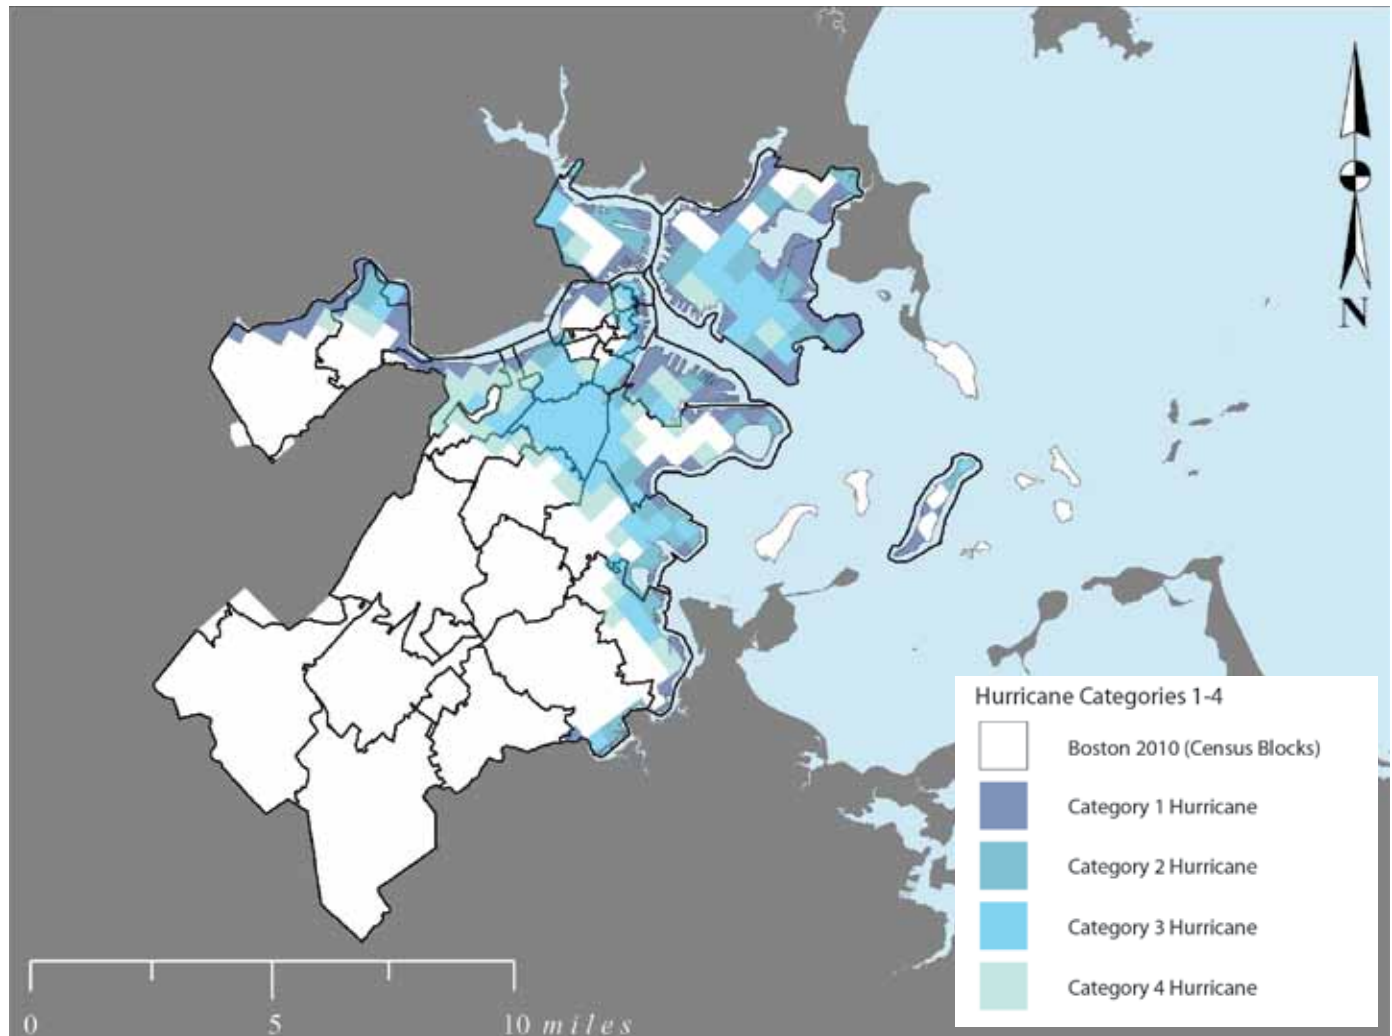 N
Hurricane Categories 1-4
Boston 2010 (Census Blocks)
Category 1 Hurricane
Category 2 Hurricane
Category 3 Hurricane
Category 4 Hurricane
0 5 10 miles